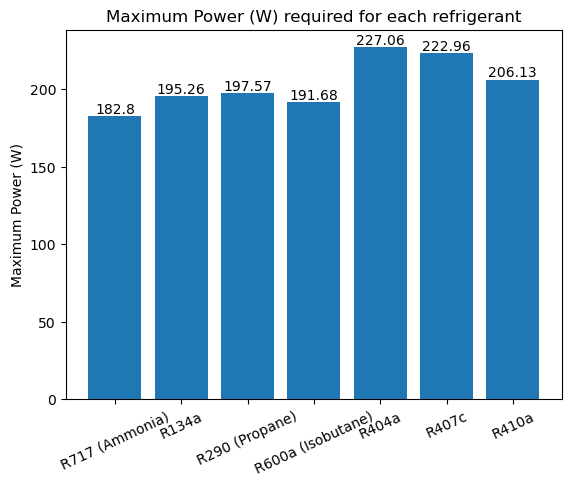 Maximum Power (W) required for each refrigerant
Maximum Power (W)
200
150
100
50
0
182.8
195.26
197.57
191.68
227.06
222.96
206.13
R717 (Ammonia)
R134a
R290 (Propane)
R600a (Isobutane)
R404a
R407c
R410a